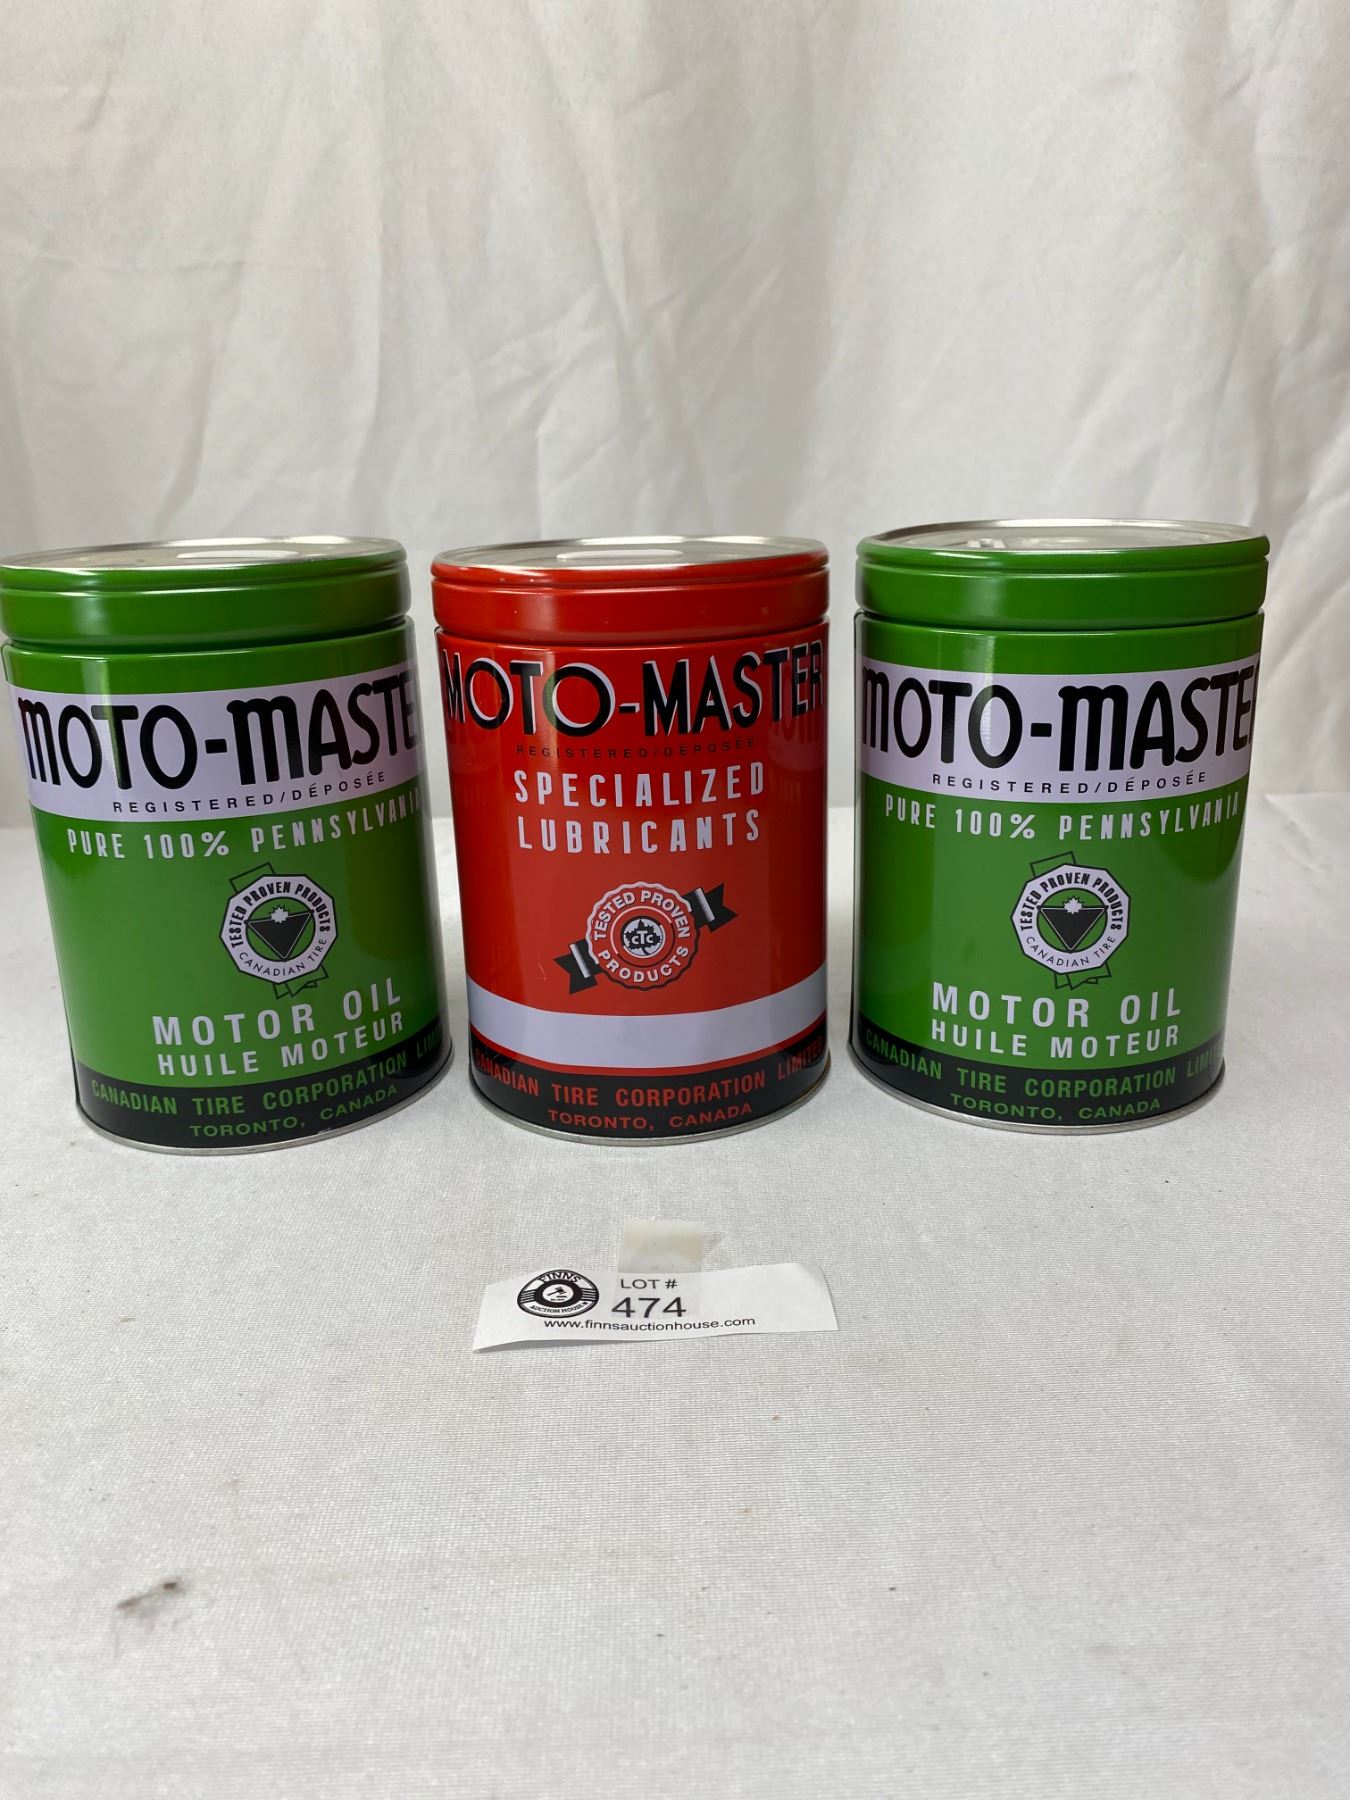 MOTO-MASTE
REGISTERED/DÉPOSÉE
PURE 100% PENNSYLVANIA
TESTED PROVEN PRODUCTS
CANADIAN TIRE
MOTOR OIL
HUILE MOTEUR
CANADIAN TIRE CORPORATION LIMI
TORONTO, CANADA
MOTO-MASTER
REGISTERED/DÉPOSÉE
SPECIALIZED
LUBRICANTS
TESTED PROVEN
CTC
PRODUCTS
CANADIAN TIRE CORPORATION LIMITED
TORONTO, CANADA
MOTO-MASTE
REGISTERED/DÉPOSÉE
PURE 100% PENNSYLVANIA
TESTED PROVEN PRODUCTS
CANADIAN TIRE
MOTOR OIL
HUILE MOTEUR
CANADIAN TIRE CORPORATION LIMI
TORONTO, CANADA
FINNS
AUCTION HOUSE
LOT #
474
www.finnsauctionhouse.com